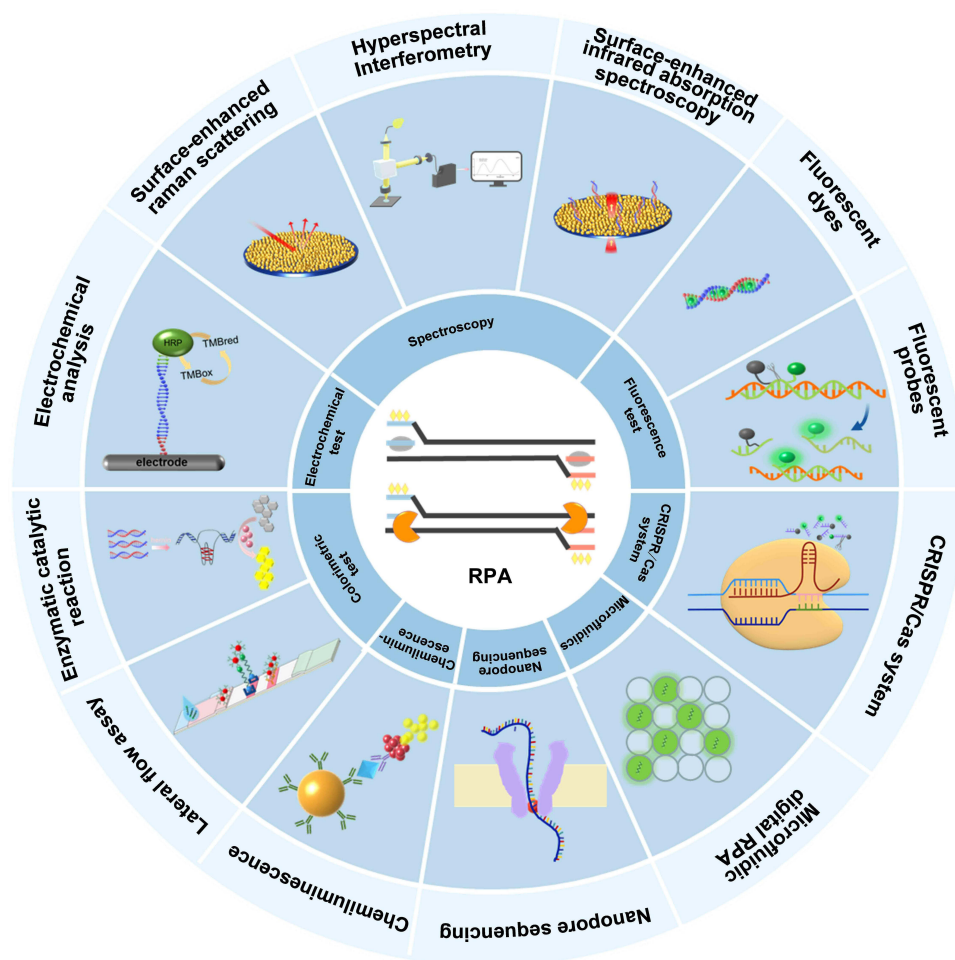 Hyperspectral
Interferometry
Surface-enhanced
infrared absorption
spectroscopy
Fluorescent
dyes
Fluorescent
probes
CRISPR/Cas system
Microfluidic
digital RPA
Nanopore sequencing
Chemiluminescence
Lateral flow assay
Enzymatic catalytic
reaction
Electrochemical
analysis
Surface-enhanced
raman scattering
Spectroscopy
Fluorescence
test
CRISPR/Cas
system
Microfluidics
Nanopore
sequencing
Chemilumin-
escence
Colorimetric
test
Electrochemical
test
HRP
TMBred
TMBox
electrode
RPA